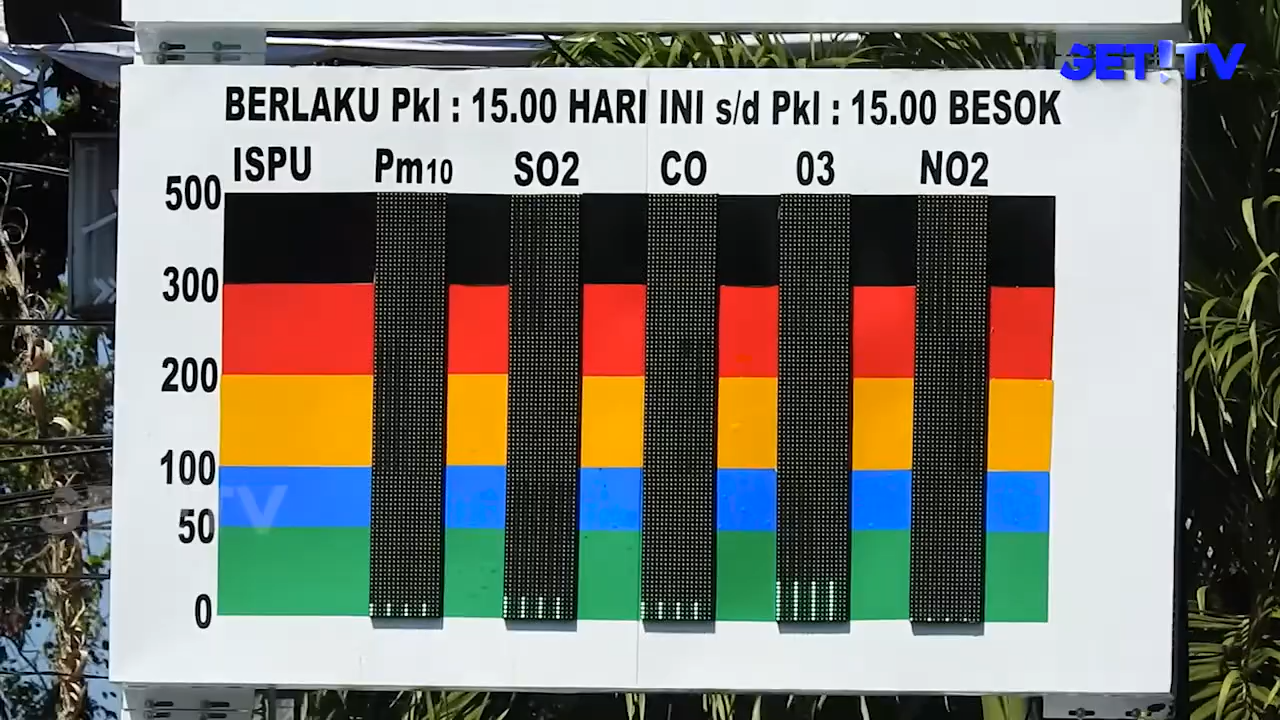 GET!TV
BERLAKU Pkl : 15.00 HARI INI s/d Pkl : 15.00 BESOK
ISPU Pm10 SO2 CO 03 NO2
500
300
200
100
50
0